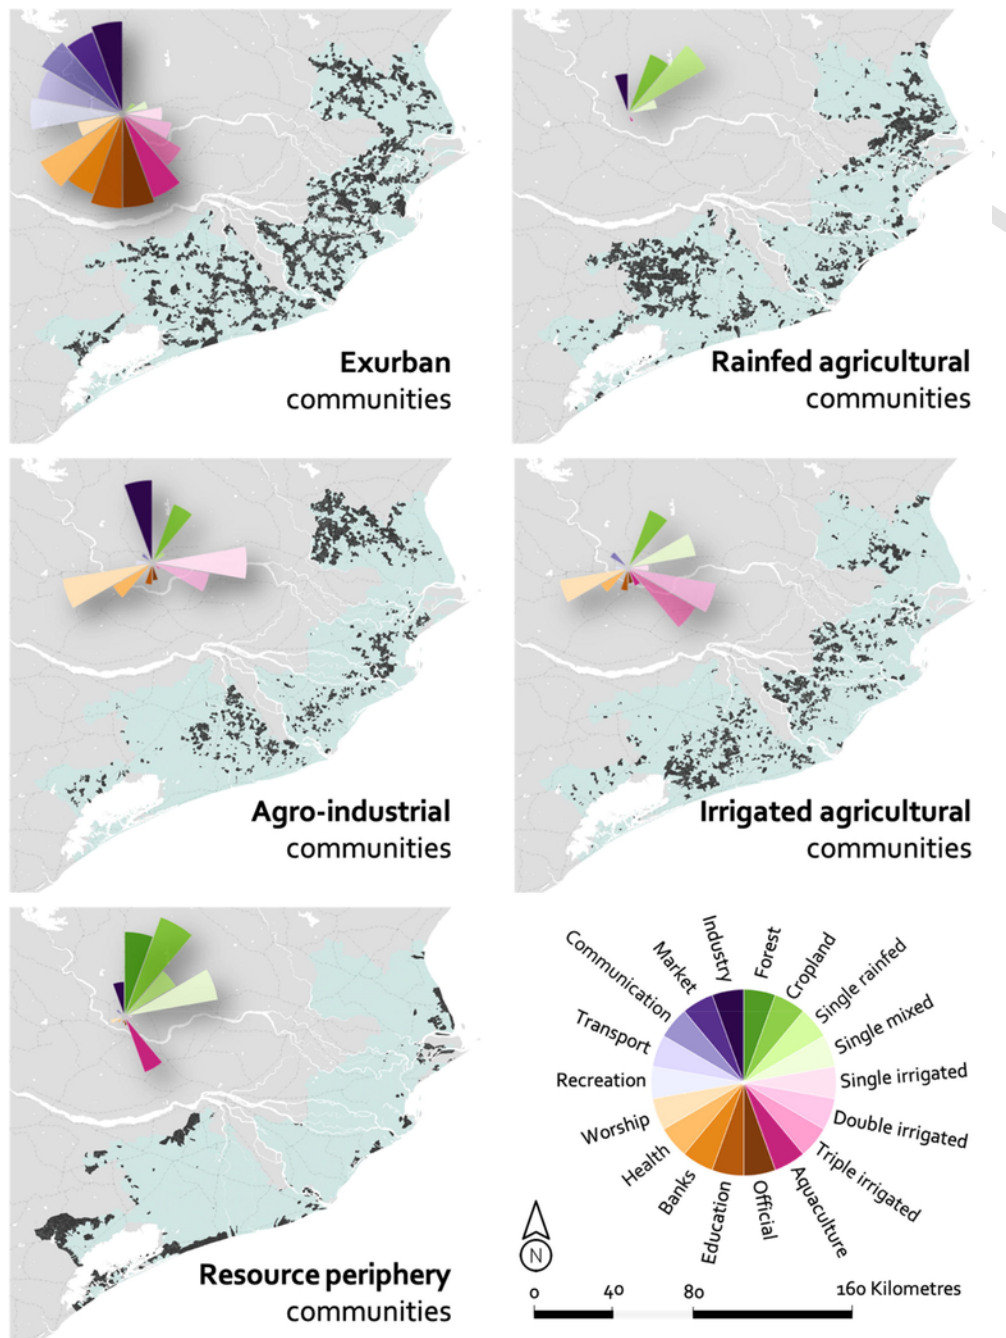 Exurban
communities
Rainfed agricultural
communities
Agro-industrial
communities
Irrigated agricultural
communities
Resource periphery
communities
Communication
Market
Industry
Forest
Cropland
Single rainfed
Single mixed
Transport
Recreation
Single irrigated
Worship
Double irrigated
Health
Triple irrigated
Banks
Education
Official
Aquaculture
N
0 40 80 160 Kilometres